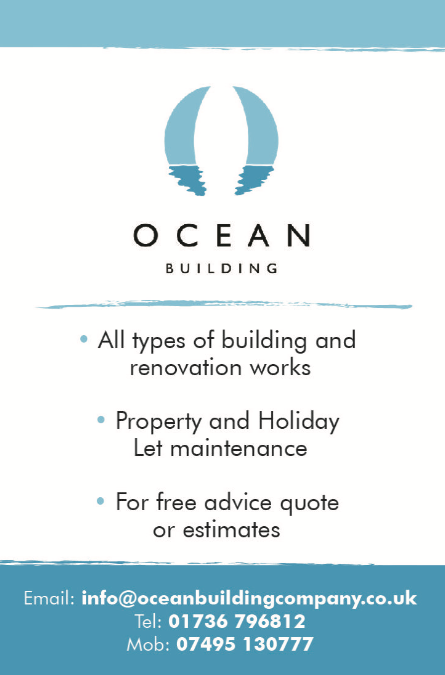 OCEAN
BUILDING
• All types of building and
renovation works
• Property and Holiday
Let maintenance
• For free advice quote
or estimates
Email: info@oceanbuildingcompany.co.uk
Tel: 01736 796812
Mob: 07495 130777